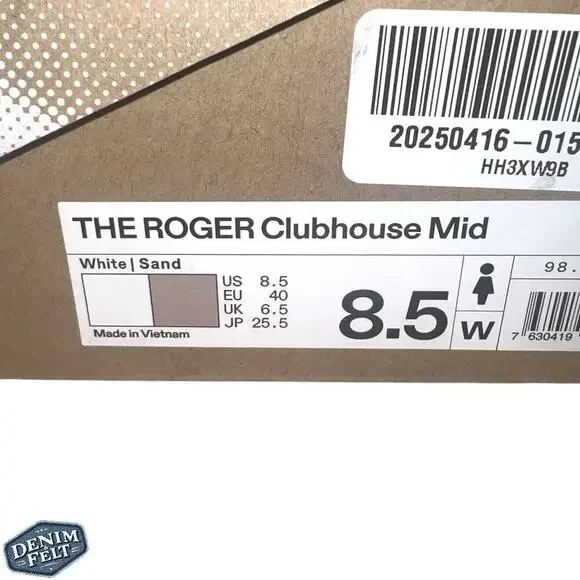 20250416-015
HH3XW9B
THE ROGER Clubhouse Mid
White | Sand
US 8.5
EU 40
UK 6.5
JP 25.5
Made in Vietnam
8.5
W
98.
7 630419
DENIM
& FELT